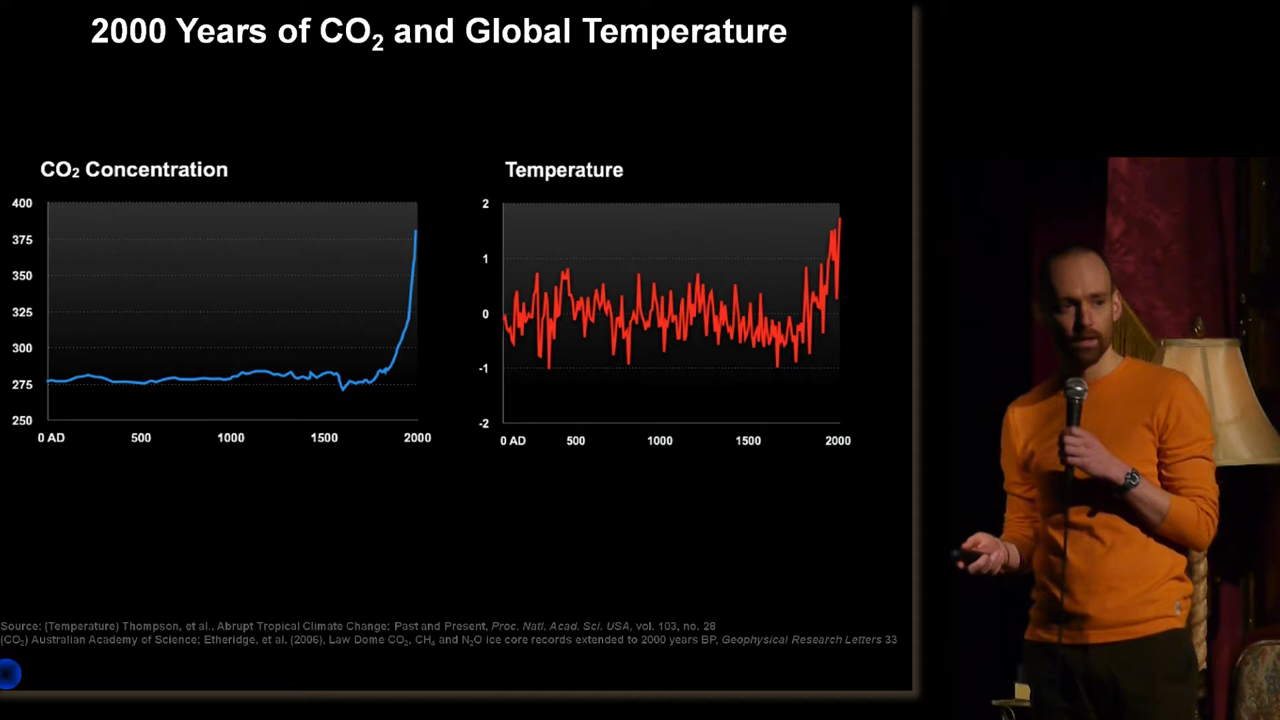 2000 Years of CO₂ and Global Temperature
CO₂ Concentration
400
375
350
325
300
275
250
0 AD 500 1000 1500 2000
Temperature
2
1
0
-1
-2
0 AD 500 1000 1500 2000
Source: (Temperature) Thompson, et al., Abrupt Tropical Climate Change: Past and Present, Proc. Natl. Acad. Sci. USA, vol. 103, no. 28
(CO₂) Australian Academy of Science; Etheridge, et al. (2006), Law Dome CO₂, CH₄ and N₂O ice core records extended to 2000 years BP, Geophysical Research Letters 33